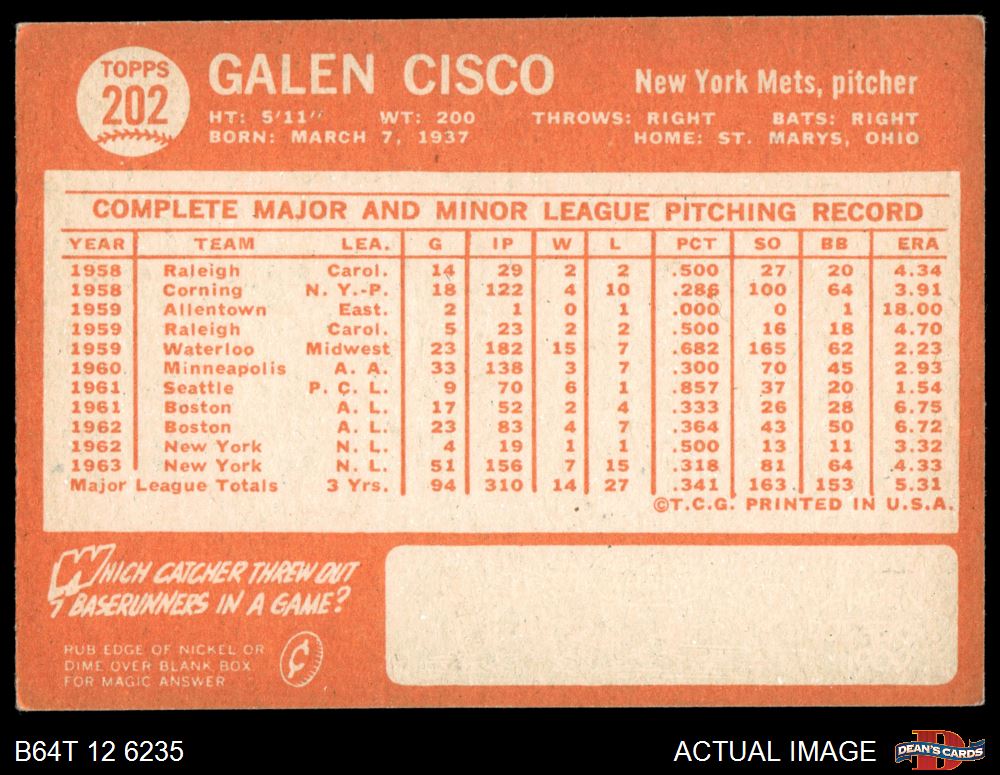 TOPPS
202
GALEN CISCO
New York Mets, pitcher
HT: 5'11" WT: 200 THROWS: RIGHT BATS: RIGHT
BORN: MARCH 7, 1937 HOME: ST. MARYS, OHIO
COMPLETE MAJOR AND MINOR LEAGUE PITCHING RECORD
YEAR TEAM LEA. G IP W L PCT SO BB ERA
1958 Raleigh Carol. 14 29 2 2 .500 27 20 4.34
1958 Corning N. Y.-P. 18 122 4 10 .286 100 64 3.91
1959 Allentown East. 2 1 0 1 .000 0 1 18.00
1959 Raleigh Carol. 5 23 2 2 .500 16 18 4.70
1959 Waterloo Midwest 23 182 15 7 .682 165 62 2.23
1960 Minneapolis A. A. 33 138 3 7 .300 70 45 2.93
1961 Seattle P. C. L. 9 70 6 1 .857 37 20 1.54
1961 Boston A. L. 17 52 2 4 .333 26 28 6.75
1962 Boston A. L. 23 83 4 7 .364 43 50 6.72
1962 New York N. L. 4 19 1 1 .500 13 11 3.32
1963 New York N. L. 51 156 7 15 .318 81 64 4.33
Major League Totals 3 Yrs. 94 310 14 27 .341 163 153 5.31
©T.C.G. PRINTED IN U.S.A.
WHICH CATCHER THREW OUT
7 BASERUNNERS IN A GAME?
RUB EDGE OF NICKEL OR
DIME OVER BLANK BOX
FOR MAGIC ANSWER
¢
B64T 12 6235
ACTUAL IMAGE
DEAN'S CARDS